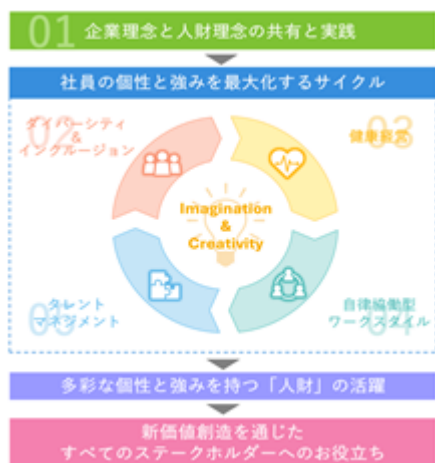 01 企業理念と人財理念の共有と実践
社員の個性と強みを最大化するサイクル
02
ダイバーシティ
&
インクルージョン
03
健康経営
Imagination
&
Creativity
05
タレント
マネジメント
04
自律協働型
ワークスタイル
多彩な個性と強みを持つ「人財」の活躍
新価値創造を通じた
すべてのステークホルダーへのお役立ち